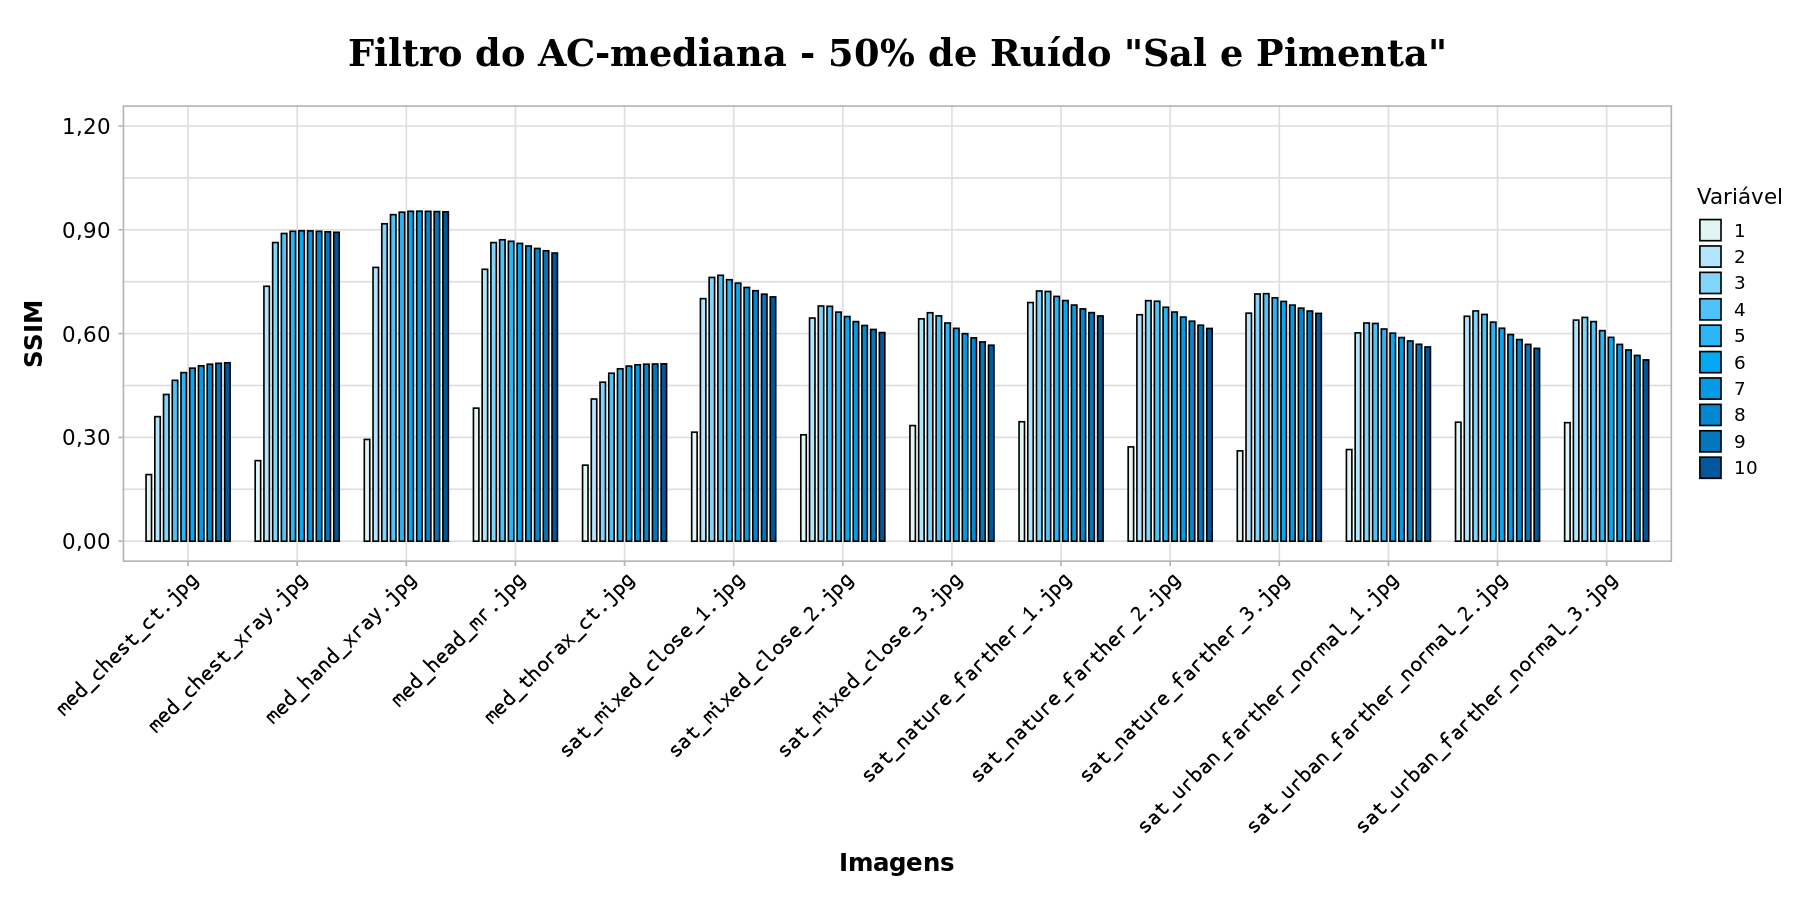 Filtro do AC-mediana - 50% de Ruído "Sal e Pimenta"
SSIM
1,20
0,90
0,60
0,30
0,00
med_chest_ct.jpg
med_chest_xray.jpg
med_hand_xray.jpg
med_head_mr.jpg
med_thorax_ct.jpg
sat_mixed_close_1.jpg
sat_mixed_close_2.jpg
sat_mixed_close_3.jpg
sat_nature_farther_1.jpg
sat_nature_farther_2.jpg
sat_nature_farther_3.jpg
sat_urban_farther_normal_1.jpg
sat_urban_farther_normal_2.jpg
sat_urban_farther_normal_3.jpg
Imagens
Variável
1
2
3
4
5
6
7
8
9
10